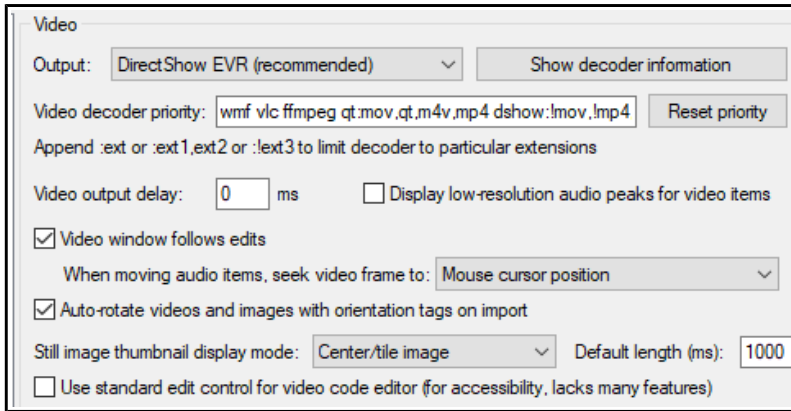 Video
Output: DirectShow EVR (recommended) Show decoder information
Video decoder priority: wmf vlc ffmpeg qt:mov,qt,m4v,mp4 dshow:!mov,!mp4 Reset priority
Append :ext or :ext1,ext2 or :!ext3 to limit decoder to particular extensions
Video output delay: 0 ms Display low-resolution audio peaks for video items
Video window follows edits
When moving audio items, seek video frame to: Mouse cursor position
Auto-rotate videos and images with orientation tags on import
Still image thumbnail display mode: Center/tile image Default length (ms): 1000
Use standard edit control for video code editor (for accessibility, lacks many features)